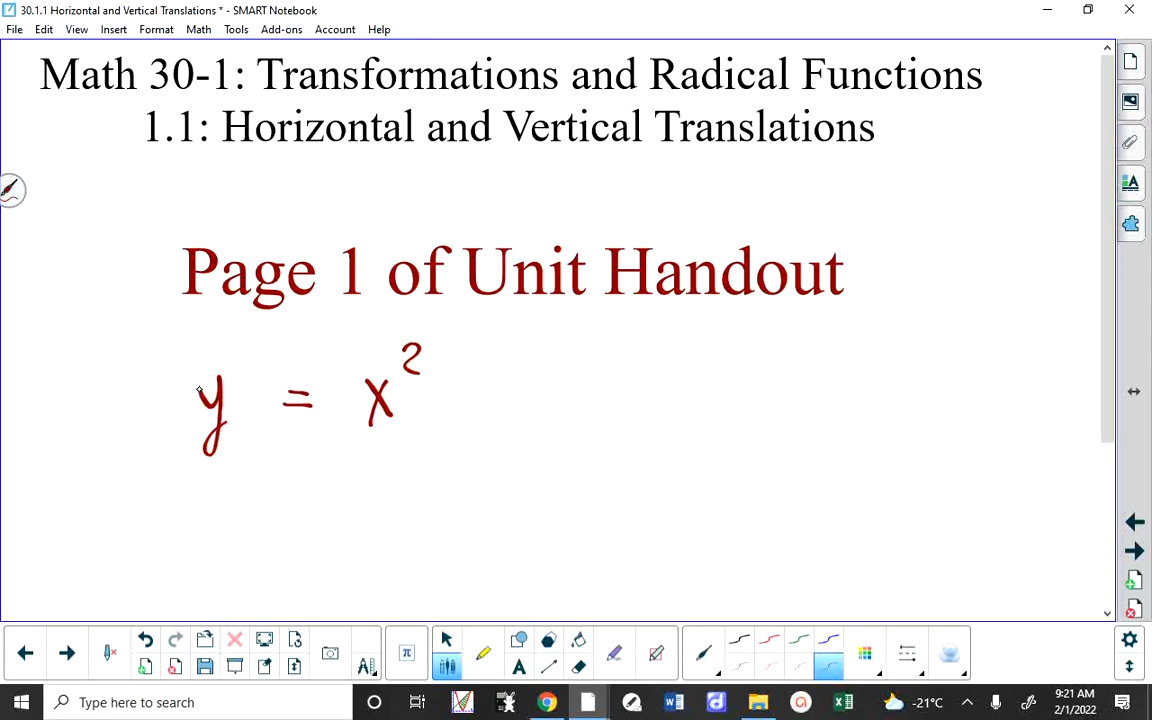 30.1.1 Horizontal and Vertical Translations * - SMART Notebook
File Edit View Insert Format Math Tools Add-ons Account Help
Math 30-1: Transformations and Radical Functions
1.1: Horizontal and Vertical Translations
Page 1 of Unit Handout
y = x²
Type here to search
-21°C
9:21 AM
2/1/2022